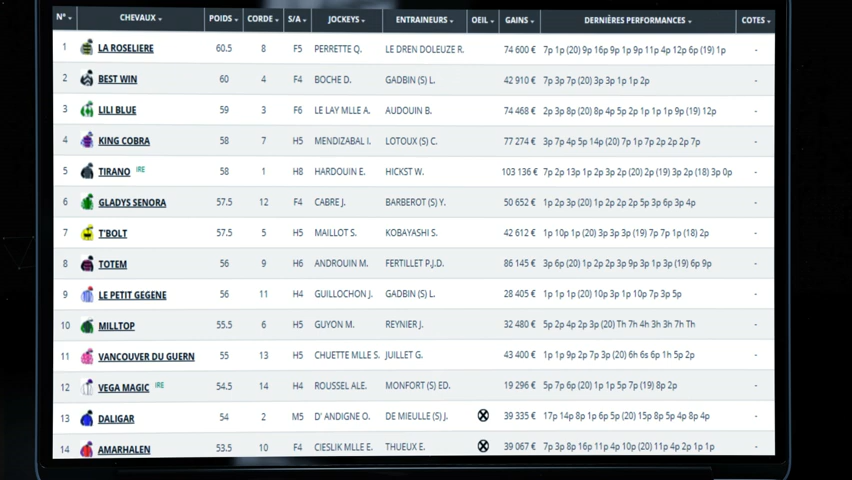 N° CHEVAUX POIDS CORDE S/A JOCKEYS ENTRAINEURS OEIL GAINS DERNIÈRES PERFORMANCES COTES
1 LA ROSELIERE 60.5 8 F5 PERRETTE Q. LE DREN DOLEUZE R. 74 600 € 7p 1p (20) 9p 16p 9p 1p 9p 11p 4p 12p 6p (19) 1p -
2 BEST WIN 60 4 F4 BOCHE D. GADBIN (S) L. 42 910 € 7p 3p 7p (20) 3p 3p 1p 1p 2p -
3 LILI BLUE 59 3 F6 LE LAY MLLE A. AUDOUIN B. 74 468 € 2p 3p 8p (20) 8p 4p 5p 2p 1p 1p 1p 9p (19) 12p -
4 KING COBRA 58 7 H5 MENDIZABAL I. LOTOUX (S) C. 77 274 € 3p 7p 4p 5p 14p (20) 7p 1p 7p 2p 2p 2p 7p -
5 TIRANO IRE 58 1 H8 HARDOUIN E. HICKST W. 103 136 € 7p 2p 13p 1p 2p 3p 2p (20) 2p (19) 3p 2p (18) 3p 0p -
6 GLADYS SENORA 57.5 12 F4 CABRE J. BARBEROT (S) Y. 50 652 € 1p 2p 3p (20) 1p 2p 2p 2p 5p 3p 6p 3p 4p -
7 T'BOLT 57.5 5 H5 MAILLOT S. KOBAYASHI S. 42 612 € 1p 10p 1p (20) 3p 3p 3p (19) 7p 7p 1p (18) 2p -
8 TOTEM 56 9 H6 ANDROUIN M. FERTILLET P.J.D. 86 145 € 3p 6p (20) 1p 2p 2p 3p 9p 3p 1p 3p (19) 6p 9p -
9 LE PETIT GEGENE 56 11 H4 GUILLOCHON J. GADBIN (S) L. 28 405 € 1p 1p 1p (20) 10p 3p 1p 10p 7p 3p 5p -
10 MILLTOP 55.5 6 H5 GUYON M. REYNIER J. 32 480 € 5p 2p 4p 2p 3p (20) Th 7h 4h 3h 3h 7h Th -
11 VANCOUVER DU GUERN 55 13 H5 CHUETTE MLLE S. JUILLET G. 43 400 € 1p 1p 9p 2p 7p 3p (20) 6h 6s 6p 1h 5p 2p -
12 VEGA MAGIC IRE 54.5 14 H4 ROUSSEL ALE. MONFORT (S) ED. 19 296 € 5p 7p 6p (20) 1p 1p 5p 7p (19) 8p 2p -
13 DALIGAR 54 2 M5 D' ANDIGNE O. DE MIEULLE (S) J. 39 335 € 17p 14p 8p 1p 6p 5p (20) 15p 8p 5p 4p 8p 4p -
14 AMARHALEN 53.5 10 F4 CIESLIK MLLE E. THUEUX E. 39 067 € 7p 3p 8p 16p 11p 4p 10p (20) 11p 4p 2p 1p 1p -